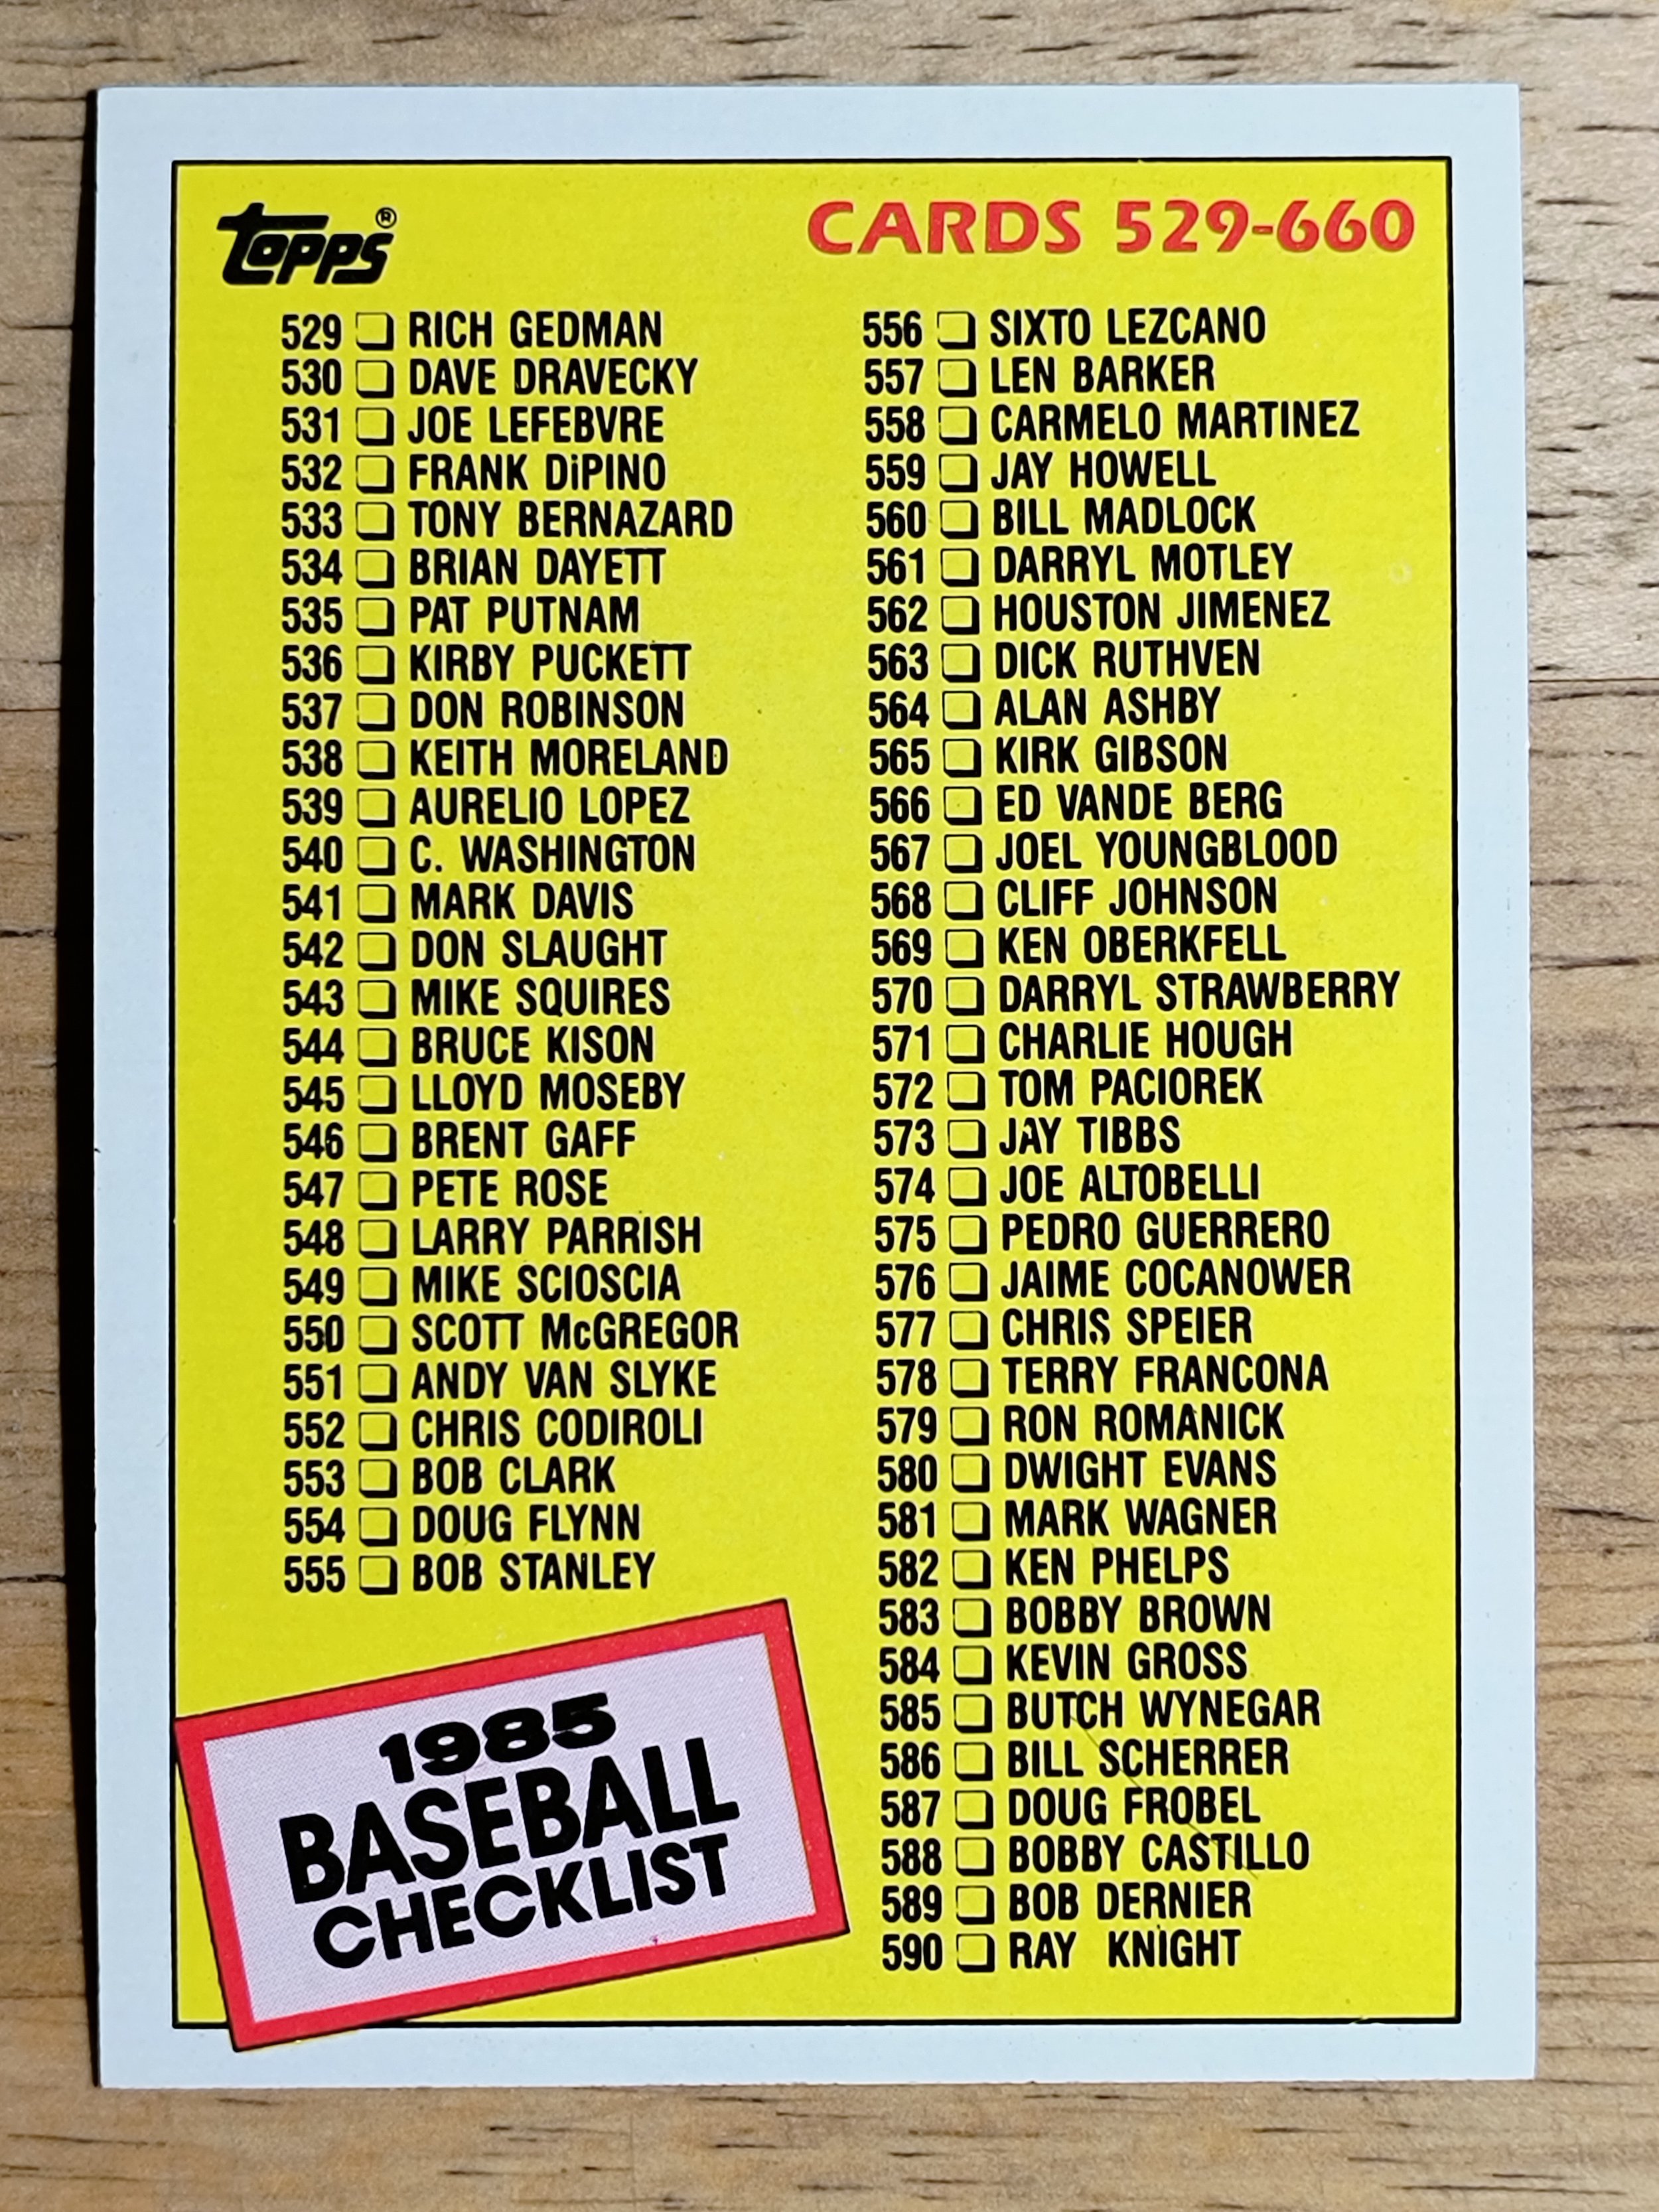 Topps®
CARDS 529-660
529 RICH GEDMAN
530 DAVE DRAVECKY
531 JOE LEFEBVRE
532 FRANK DiPINO
533 TONY BERNAZARD
534 BRIAN DAYETT
535 PAT PUTNAM
536 KIRBY PUCKETT
537 DON ROBINSON
538 KEITH MORELAND
539 AURELIO LOPEZ
540 C. WASHINGTON
541 MARK DAVIS
542 DON SLAUGHT
543 MIKE SQUIRES
544 BRUCE KISON
545 LLOYD MOSEBY
546 BRENT GAFF
547 PETE ROSE
548 LARRY PARRISH
549 MIKE SCIOSCIA
550 SCOTT McGREGOR
551 ANDY VAN SLYKE
552 CHRIS CODIROLI
553 BOB CLARK
554 DOUG FLYNN
555 BOB STANLEY
556 SIXTO LEZCANO
557 LEN BARKER
558 CARMELO MARTINEZ
559 JAY HOWELL
560 BILL MADLOCK
561 DARRYL MOTLEY
562 HOUSTON JIMENEZ
563 DICK RUTHVEN
564 ALAN ASHBY
565 KIRK GIBSON
566 ED VANDE BERG
567 JOEL YOUNGBLOOD
568 CLIFF JOHNSON
569 KEN OBERKFELL
570 DARRYL STRAWBERRY
571 CHARLIE HOUGH
572 TOM PACIOREK
573 JAY TIBBS
574 JOE ALTOBELLI
575 PEDRO GUERRERO
576 JAIME COCANOWER
577 CHRIS SPEIER
578 TERRY FRANCONA
579 RON ROMANICK
580 DWIGHT EVANS
581 MARK WAGNER
582 KEN PHELPS
583 BOBBY BROWN
584 KEVIN GROSS
585 BUTCH WYNEGAR
586 BILL SCHERRER
587 DOUG FROBEL
588 BOBBY CASTILLO
589 BOB DERNIER
590 RAY KNIGHT
1985
BASEBALL
CHECKLIST